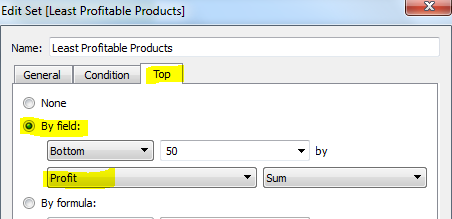 Edit Set [Least Profitable Products]
Name: Least Profitable Products
General Condition Top
None
By field:
Bottom 50 by
Profit Sum
By formula: